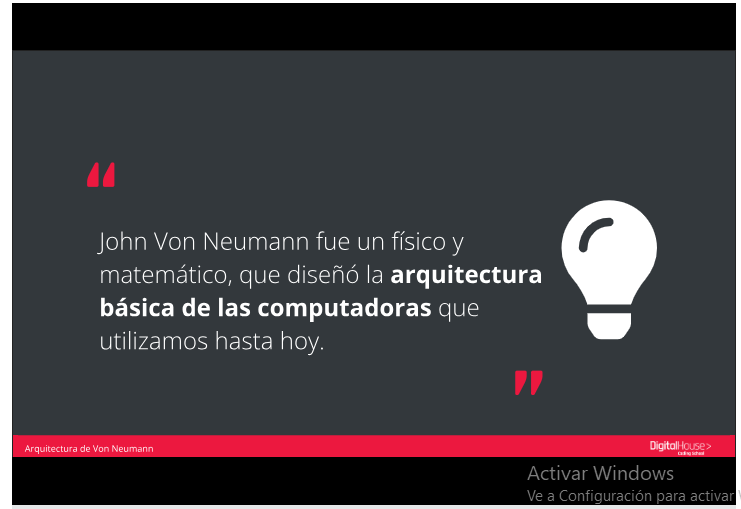 “
John Von Neumann fue un físico y
matemático, que diseñó la arquitectura
básica de las computadoras que
utilizamos hasta hoy.
”
Arquitectura de Von Neumann
DigitalHouse>
Coding School
Activar Windows
Ve a Configuración para activar